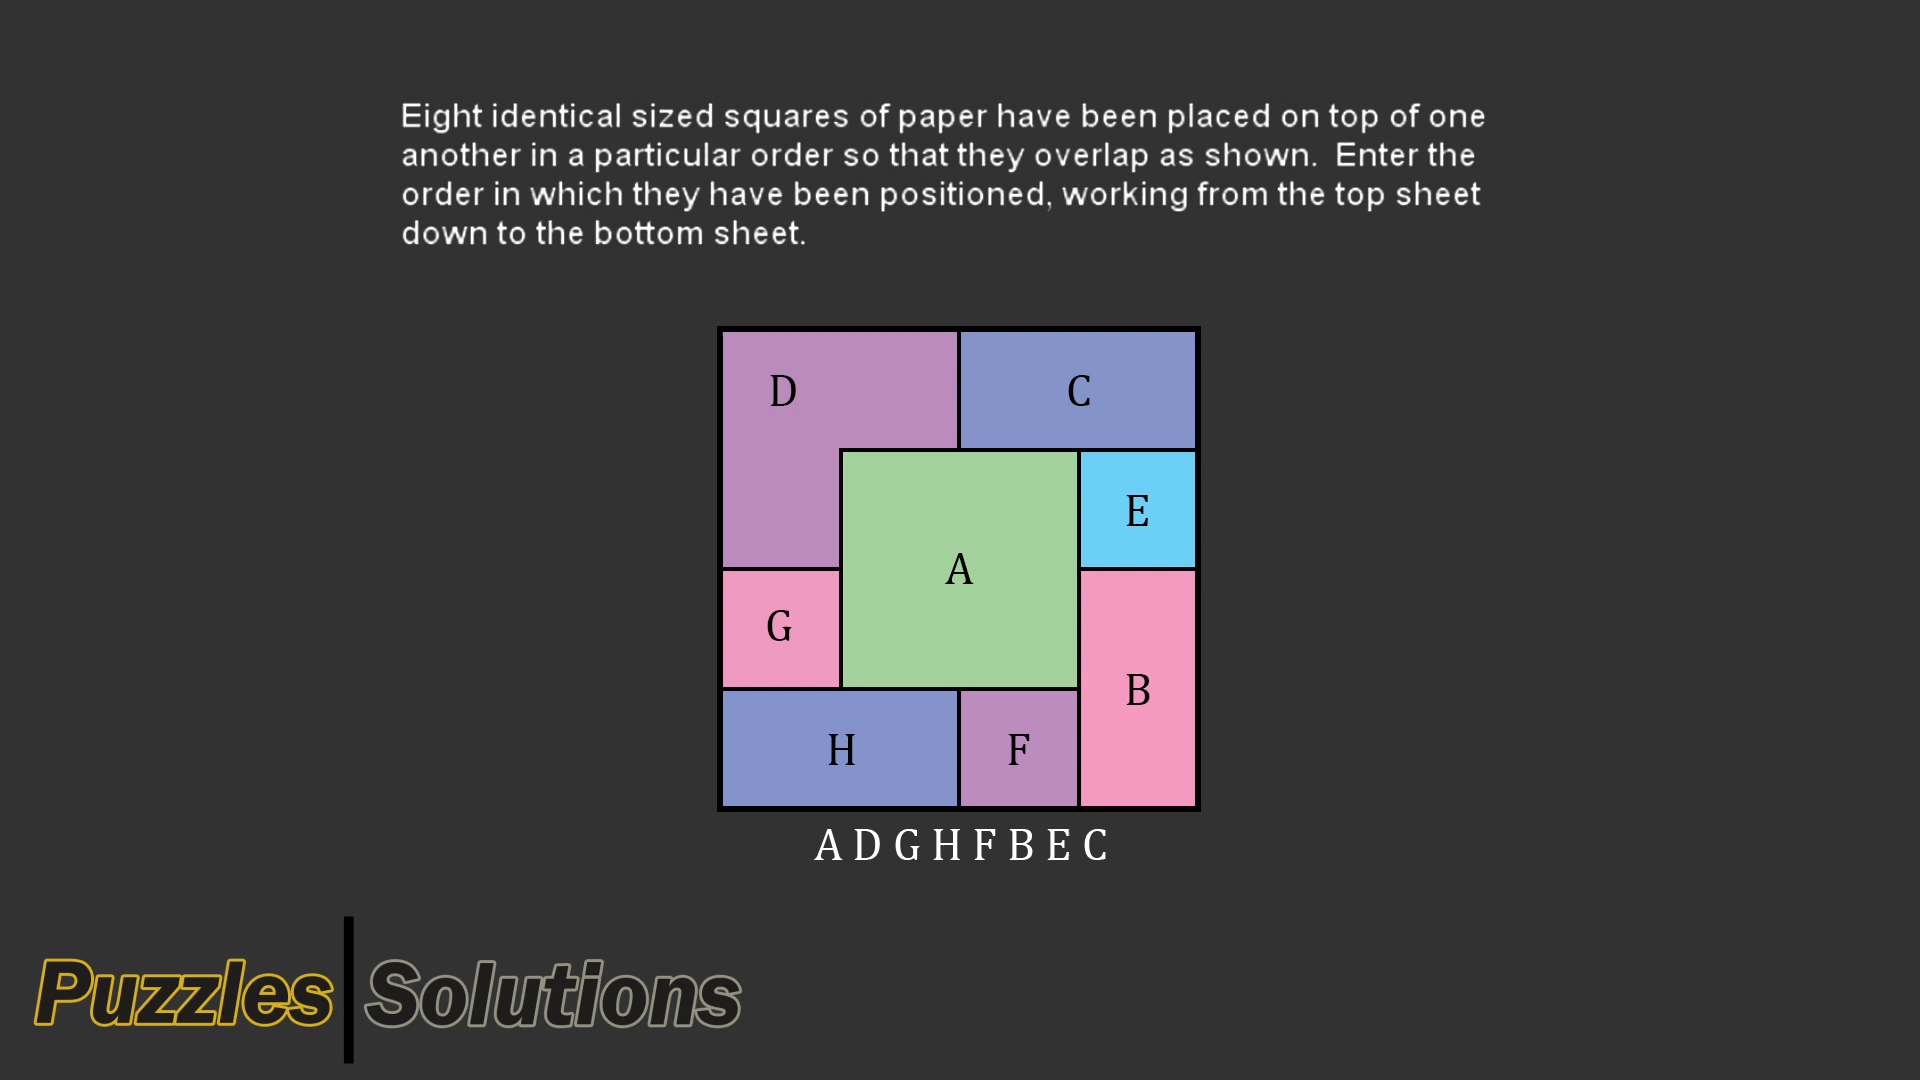 Eight identical sized squares of paper have been placed on top of one
another in a particular order so that they overlap as shown. Enter the
order in which they have been positioned, working from the top sheet
down to the bottom sheet.
D
C
E
A
G
B
H
F
A D G H F B E C
Puzzles Solutions